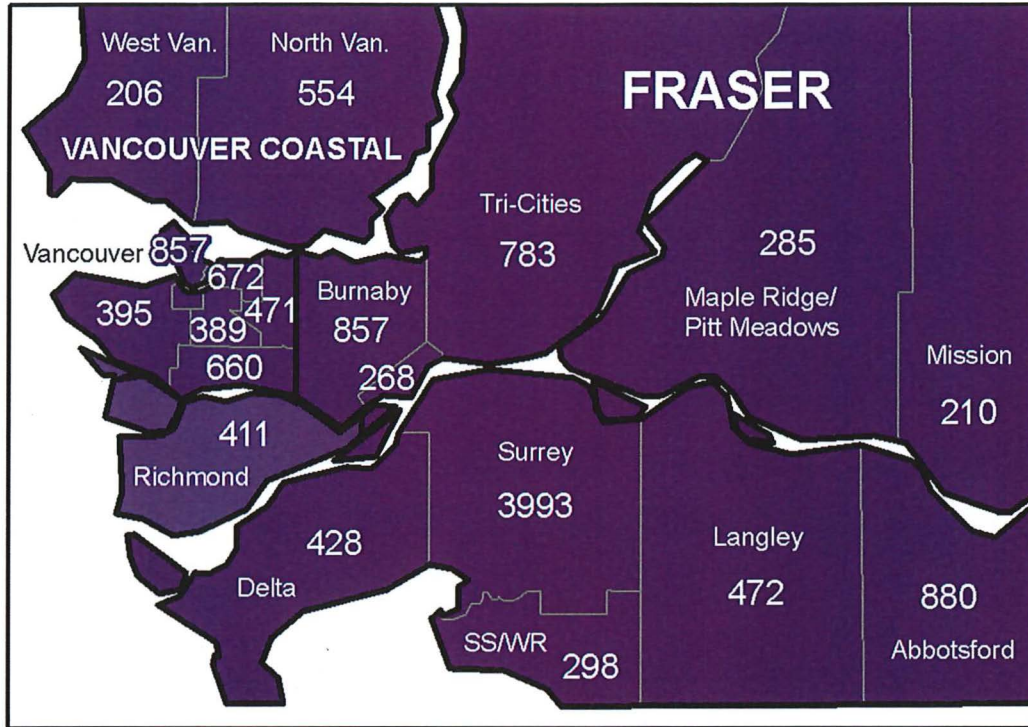 West Van.
206
North Van.
554
VANCOUVER COASTAL
FRASER
Tri-Cities
783
285
Maple Ridge/
Pitt Meadows
Mission
210
Vancouver
857
672
395
471
389
660
Burnaby
857
268
411
Richmond
Surrey
3993
428
Delta
Langley
472
SS/WR
298
880
Abbotsford